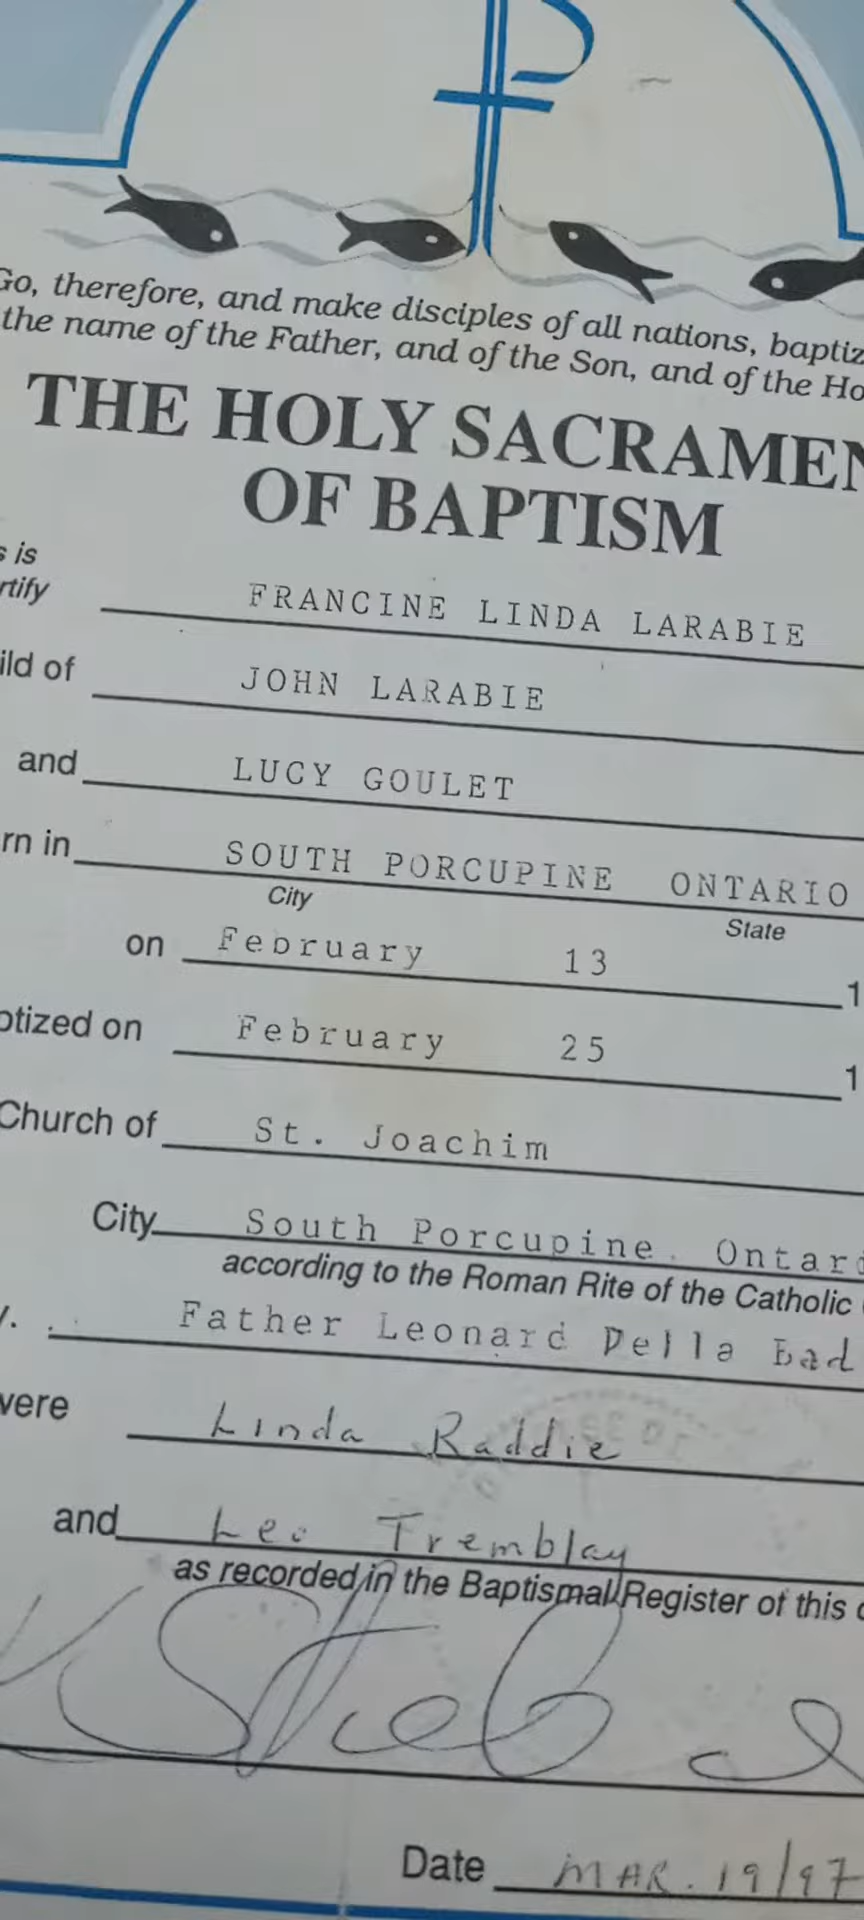 Go, therefore, and make disciples of all nations, baptiz
the name of the Father, and of the Son, and of the Ho
THE HOLY SACRAMEN
OF BAPTISM
s is
rtify FRANCINE LINDA LARABIE
ild of JOHN LARABIE
and LUCY GOULET
rn in SOUTH PORCUPINE ONTARIO
City State
on February 13 1
ptized on February 25 1
Church of St. Joachim
City South Porcupine Ontar
according to the Roman Rite of the Catholic
Father Leonard Della Bad
were Linda Raddie
and Leo Tremblay
as recorded in the Baptismal Register of this
Date MAR. 19/97